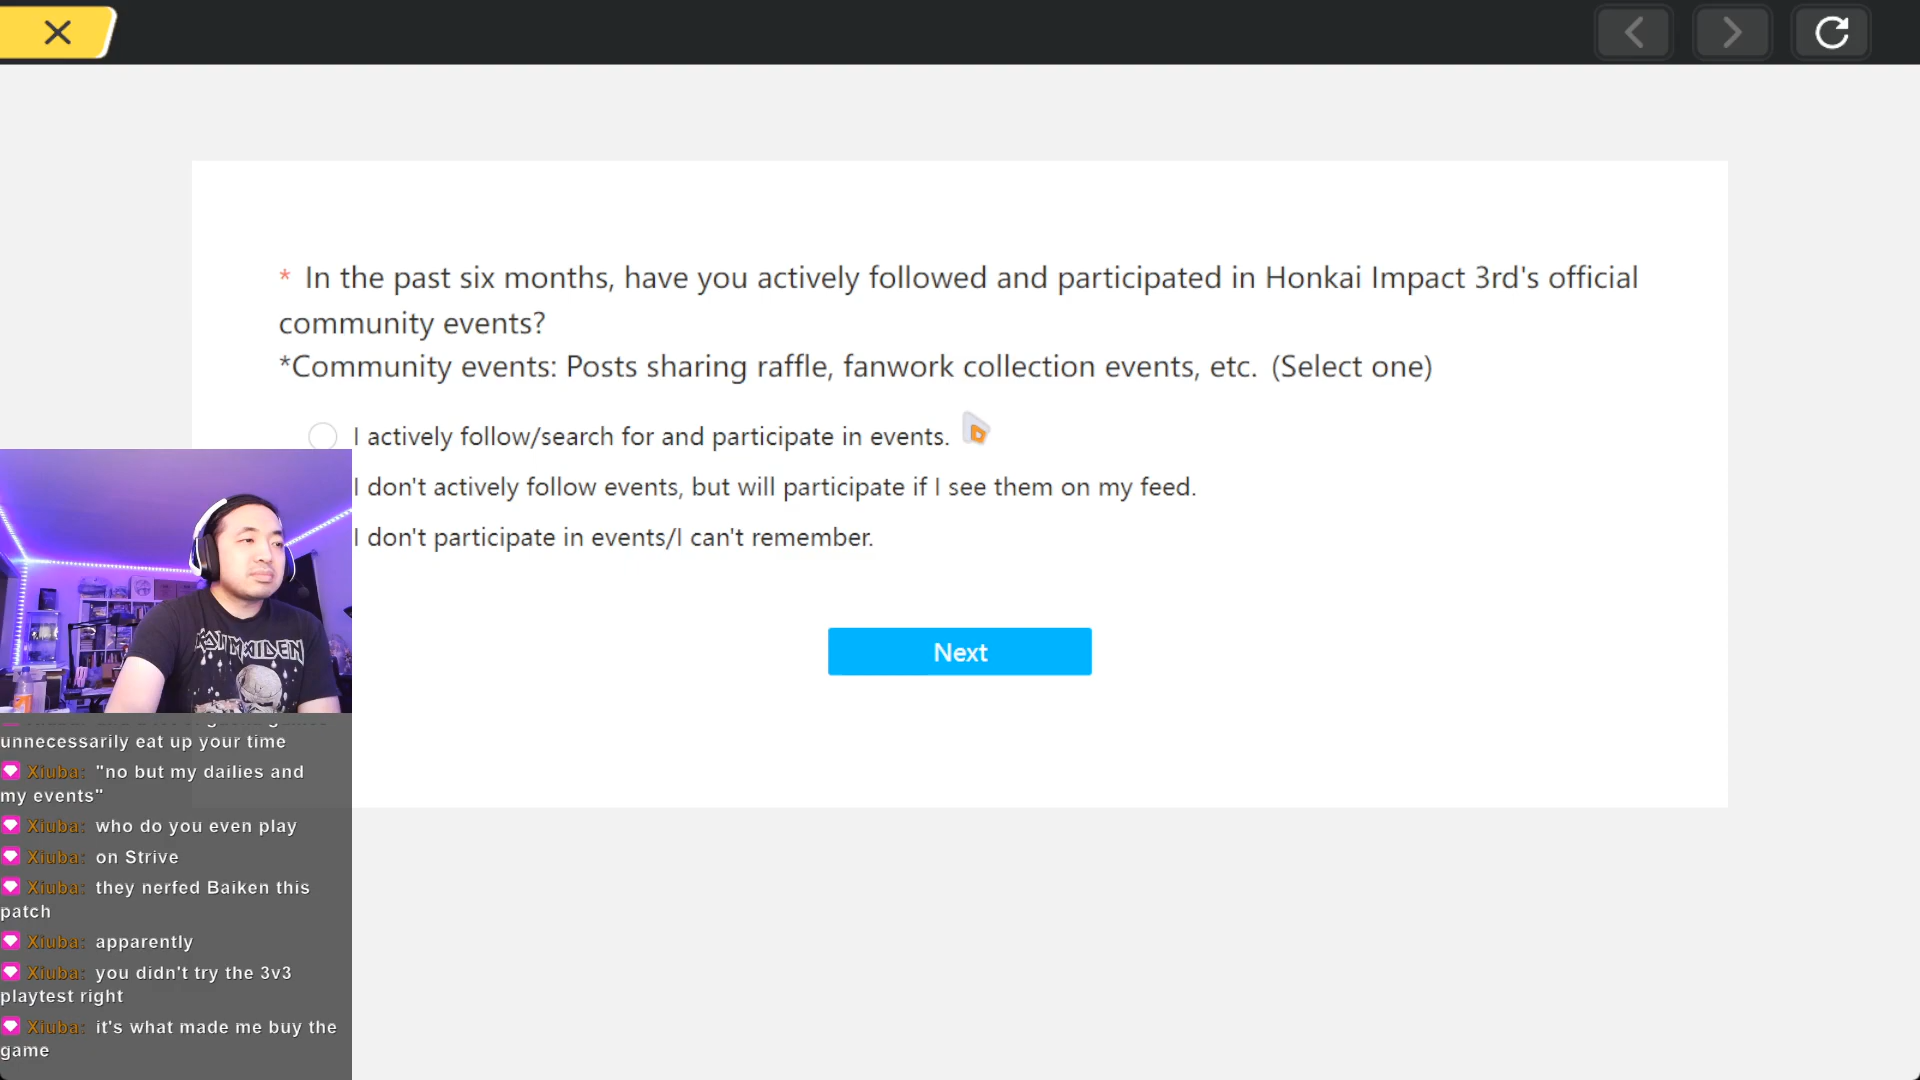 * In the past six months, have you actively followed and participated in Honkai Impact 3rd's official
community events?
*Community events: Posts sharing raffle, fanwork collection events, etc. (Select one)
I actively follow/search for and participate in events.
I don't actively follow events, but will participate if I see them on my feed.
I don't participate in events/I can't remember.
Next
IRON MAIDEN
unnecessarily eat up your time
Xiuba: "no but my dailies and
my events"
Xiuba: who do you even play
Xiuba: on Strive
Xiuba: they nerfed Baiken this
patch
Xiuba: apparently
Xiuba: you didn't try the 3v3
playtest right
Xiuba: it's what made me buy the
game